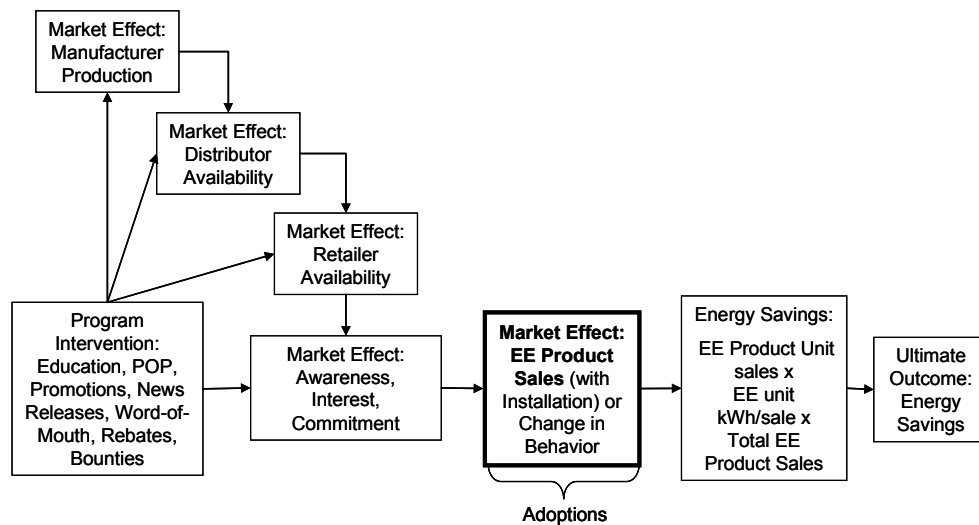 Market Effect:
Manufacturer
Production
Market Effect:
Distributor
Availability
Market Effect:
Retailer
Availability
Program
Intervention:
Education, POP,
Promotions, News
Releases, Word-of-
Mouth, Rebates,
Bounties
Market Effect:
Awareness,
Interest,
Commitment
Market Effect:
EE Product
Sales (with
Installation) or
Change in
Behavior
Adoptions
Energy Savings:
EE Product Unit
sales x
EE unit
kWh/sale x
Total EE
Product Sales
Ultimate
Outcome:
Energy
Savings